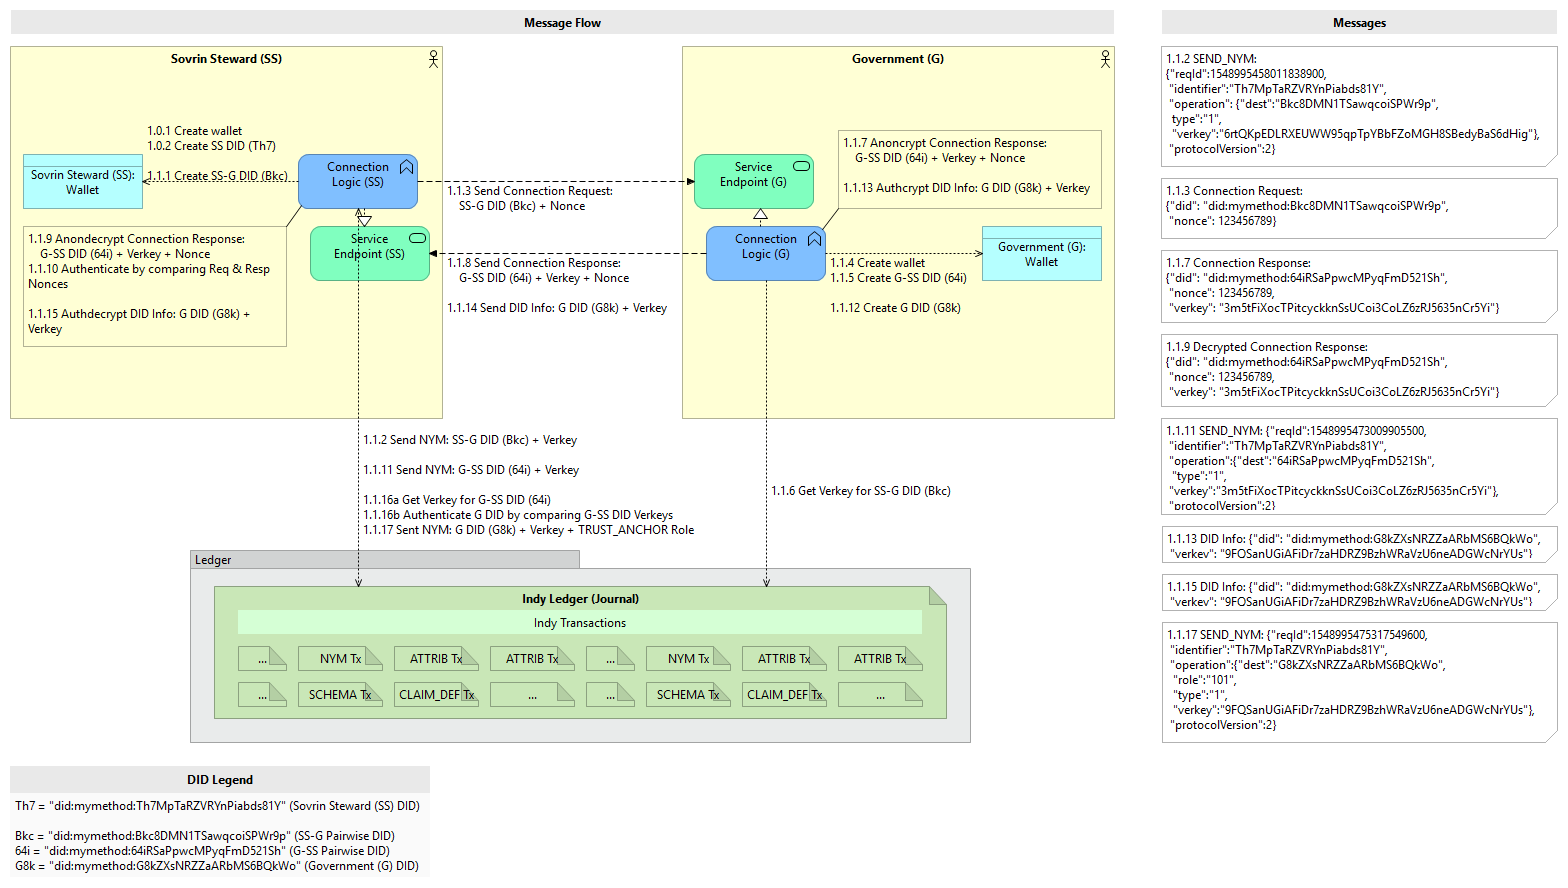 Message Flow
Sovrin Steward (SS)
1.0.1 Create wallet
1.0.2 Create SS DID (Th7)
1.1.1 Create SS-G DID (Bkc)
Sovrin Steward (SS):
Wallet
Connection
Logic (SS)
Service
Endpoint (SS)
1.1.9 Anondecrypt Connection Response:
G-SS DID (64i) + Verkey + Nonce
1.1.10 Authenticate by comparing Req & Resp
Nonces
1.1.15 Authdecrypt DID Info: G DID (G8k) +
Verkey
1.1.3 Send Connection Request:
SS-G DID (Bkc) + Nonce
1.1.8 Send Connection Response:
G-SS DID (64i) + Verkey + Nonce
1.1.14 Send DID Info: G DID (G8k) + Verkey
Government (G)
1.1.7 Anoncrypt Connection Response:
G-SS DID (64i) + Verkey + Nonce
1.1.13 Authcrypt DID Info: G DID (G8k) + Verkey
Service
Endpoint (G)
Connection
Logic (G)
Government (G):
Wallet
1.1.4 Create wallet
1.1.5 Create G-SS DID (64i)
1.1.12 Create G DID (G8k)
1.1.2 Send NYM: SS-G DID (Bkc) + Verkey
1.1.11 Send NYM: G-SS DID (64i) + Verkey
1.1.16a Get Verkey for G-SS DID (64i)
1.1.16b Authenticate G DID by comparing G-SS DID Verkeys
1.1.17 Sent NYM: G DID (G8k) + Verkey + TRUST_ANCHOR Role
1.1.6 Get Verkey for SS-G DID (Bkc)
Ledger
Indy Ledger (Journal)
Indy Transactions
... NYM Tx ATTRIB Tx ATTRIB Tx ... NYM Tx ATTRIB Tx ATTRIB Tx
... SCHEMA Tx CLAIM_DEF Tx ... ... SCHEMA Tx CLAIM_DEF Tx ...
DID Legend
Th7 = "did:mymethod:Th7MpTaRZVRYnPiabds81Y" (Sovrin Steward (SS) DID)
Bkc = "did:mymethod:Bkc8DMN1TSawqcoiSPWr9p" (SS-G Pairwise DID)
64i = "did:mymethod:64iRSaPpwcMPyqFmD521Sh" (G-SS Pairwise DID)
G8k = "did:mymethod:G8kZXsNRZZaARbMS6BQkWo" (Government (G) DID)
Messages
1.1.2 SEND_NYM:
{"reqId":1548995458011838900,
"identifier":"Th7MpTaRZVRYnPiabds81Y",
"operation": {"dest":"Bkc8DMN1TSawqcoiSPWr9p",
type":"1",
"verkey":"6rtQKpEDLRXEUWW95qpTpYBbFZoMGH8SBedyBaS6dHig"},
"protocolVersion":2}
1.1.3 Connection Request:
{"did": "did:mymethod:Bkc8DMN1TSawqcoiSPWr9p",
"nonce": 123456789}
1.1.7 Connection Response:
{"did": "did:mymethod:64iRSaPpwcMPyqFmD521Sh",
"nonce": 123456789,
"verkey": "3m5tFiXocTPitcyckknSsUCoi3CoLZ6zRJ5635nCr5Yi"}
1.1.9 Decrypted Connection Response:
{"did": "did:mymethod:64iRSaPpwcMPyqFmD521Sh",
"nonce": 123456789,
"verkey": "3m5tFiXocTPitcyckknSsUCoi3CoLZ6zRJ5635nCr5Yi"}
1.1.11 SEND_NYM: {"reqId":1548995473009905500,
"identifier":"Th7MpTaRZVRYnPiabds81Y",
"operation":{"dest":"64iRSaPpwcMPyqFmD521Sh",
"type":"1",
"verkey":"3m5tFiXocTPitcyckknSsUCoi3CoLZ6zRJ5635nCr5Yi"},
"protocolVersion":2}
1.1.13 DID Info: {"did": "did:mymethod:G8kZXsNRZZaARbMS6BQkWo",
"verkey": "9FQSanUGiAFiDr7zaHDRZ9BzhWRaVzU6neADGWcNrYUs"}
1.1.15 DID Info: {"did": "did:mymethod:G8kZXsNRZZaARbMS6BQkWo",
"verkey": "9FQSanUGiAFiDr7zaHDRZ9BzhWRaVzU6neADGWcNrYUs"}
1.1.17 SEND_NYM: {"reqId":1548995475317549600,
"identifier":"Th7MpTaRZVRYnPiabds81Y",
"operation":{"dest":"G8kZXsNRZZaARbMS6BQkWo",
"role":"101",
"type":"1",
"verkey":"9FQSanUGiAFiDr7zaHDRZ9BzhWRaVzU6neADGWcNrYUs"},
"protocolVersion":2}